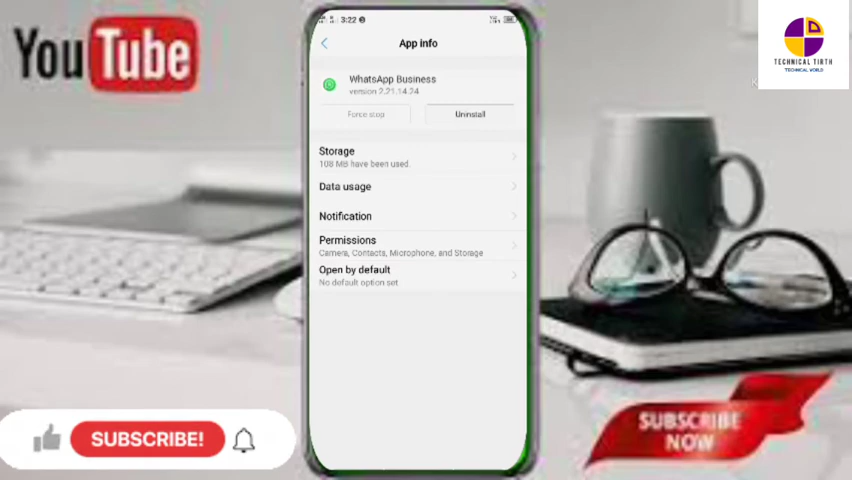 YouTube
3:22
App info
TECHNICAL TIRTH
TECHNICAL WORLD
WhatsApp Business
version 2.21.14.24
Force stop
Uninstall
Storage
108 MB have been used.
Data usage
Notification
Permissions
Camera, Contacts, Microphone, and Storage
Open by default
No default option set
SUBSCRIBE!
SUBSCRIBE
NOW